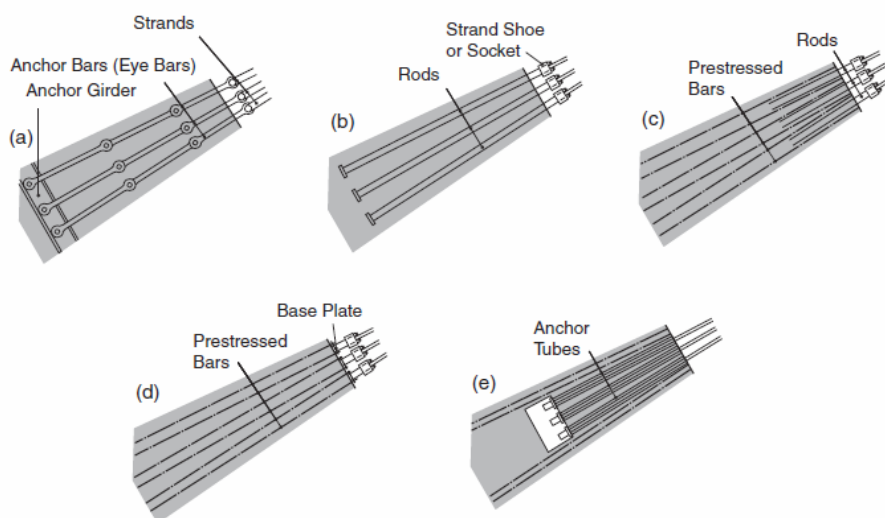 Strands
Anchor Bars (Eye Bars)
Anchor Girder
(a)
Strand Shoe
or Socket
Rods
(b)
Rods
Prestressed
Bars
(c)
Base Plate
Prestressed
Bars
(d)
Anchor
Tubes
(e)